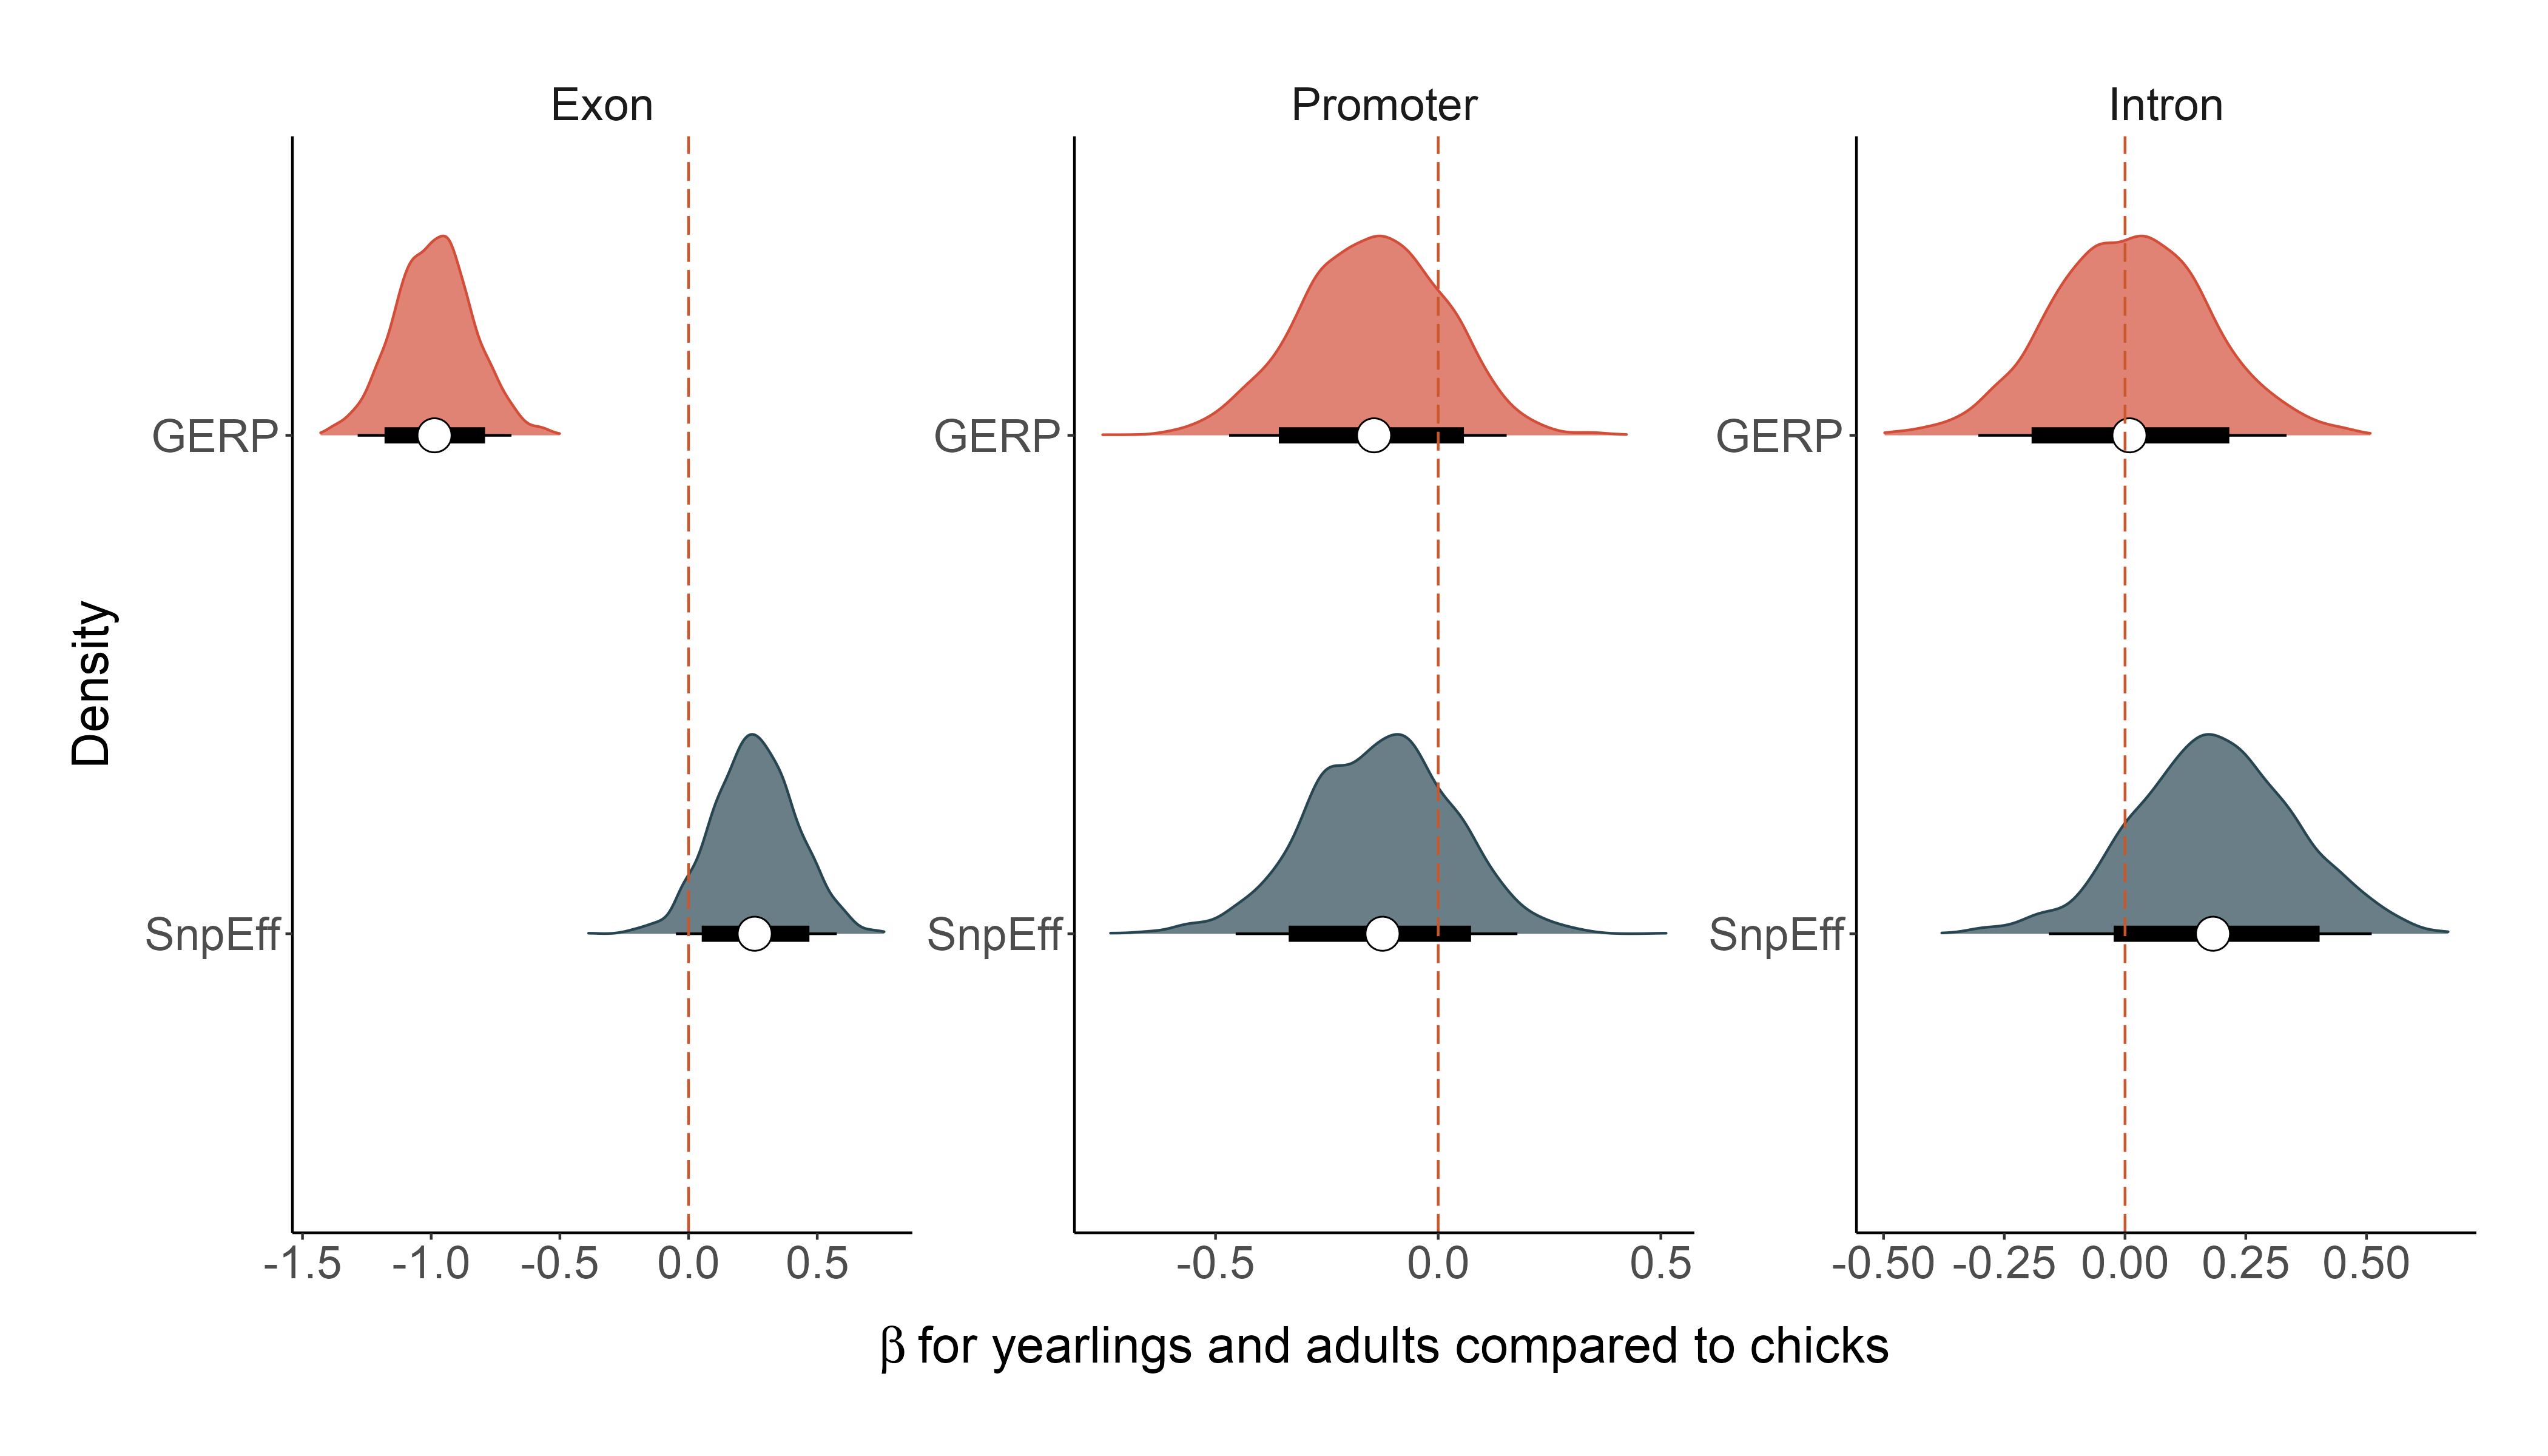 Exon Promoter Intron
GERP GERP GERP
Density
SnpEff SnpEff SnpEff
-1.5 -1.0 -0.5 0.0 0.5 -0.5 0.0 0.5 -0.50 -0.25 0.00 0.25 0.50
β for yearlings and adults compared to chicks